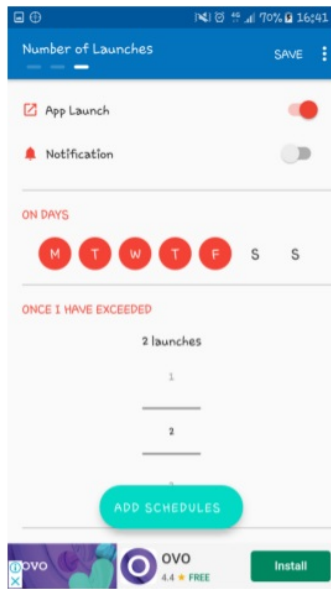 4G 70% 16:41
Number of Launches SAVE
App Launch
Notification
ON DAYS
M T W T F S S
ONCE I HAVE EXCEEDED
2 launches
1
2
ADD SCHEDULES
OVO OVO Install
4.4 ★ FREE